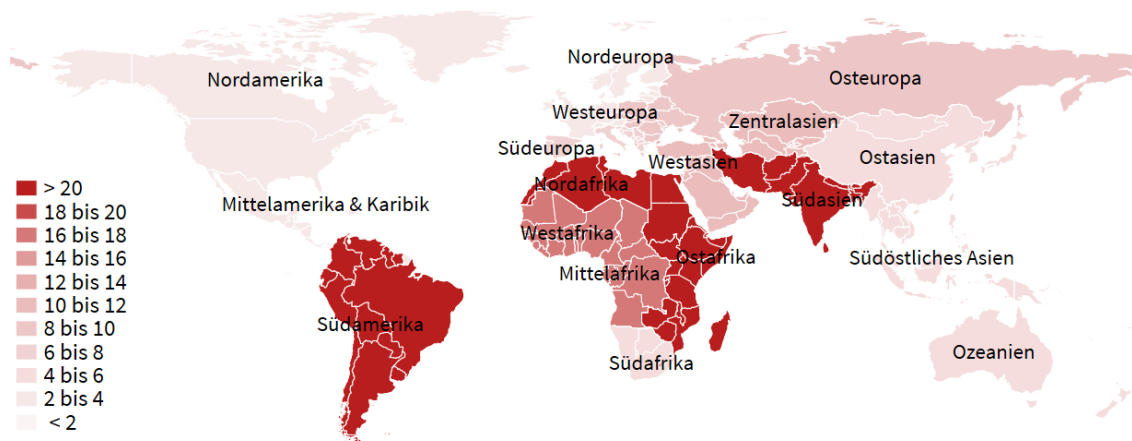 Nordeuropa
Nordamerika
Osteuropa
Westeuropa
Zentralasien
Südeuropa
Westasien
Ostasien
> 20
Nordafrika
18 bis 20
Mittelamerika & Karibik
Südasien
16 bis 18
Westafrika
14 bis 16
Ostafrika
Südöstliches Asien
12 bis 14
Mittelafrika
10 bis 12
8 bis 10
Südamerika
6 bis 8
Ozeanien
4 bis 6
Südafrika
2 bis 4
< 2